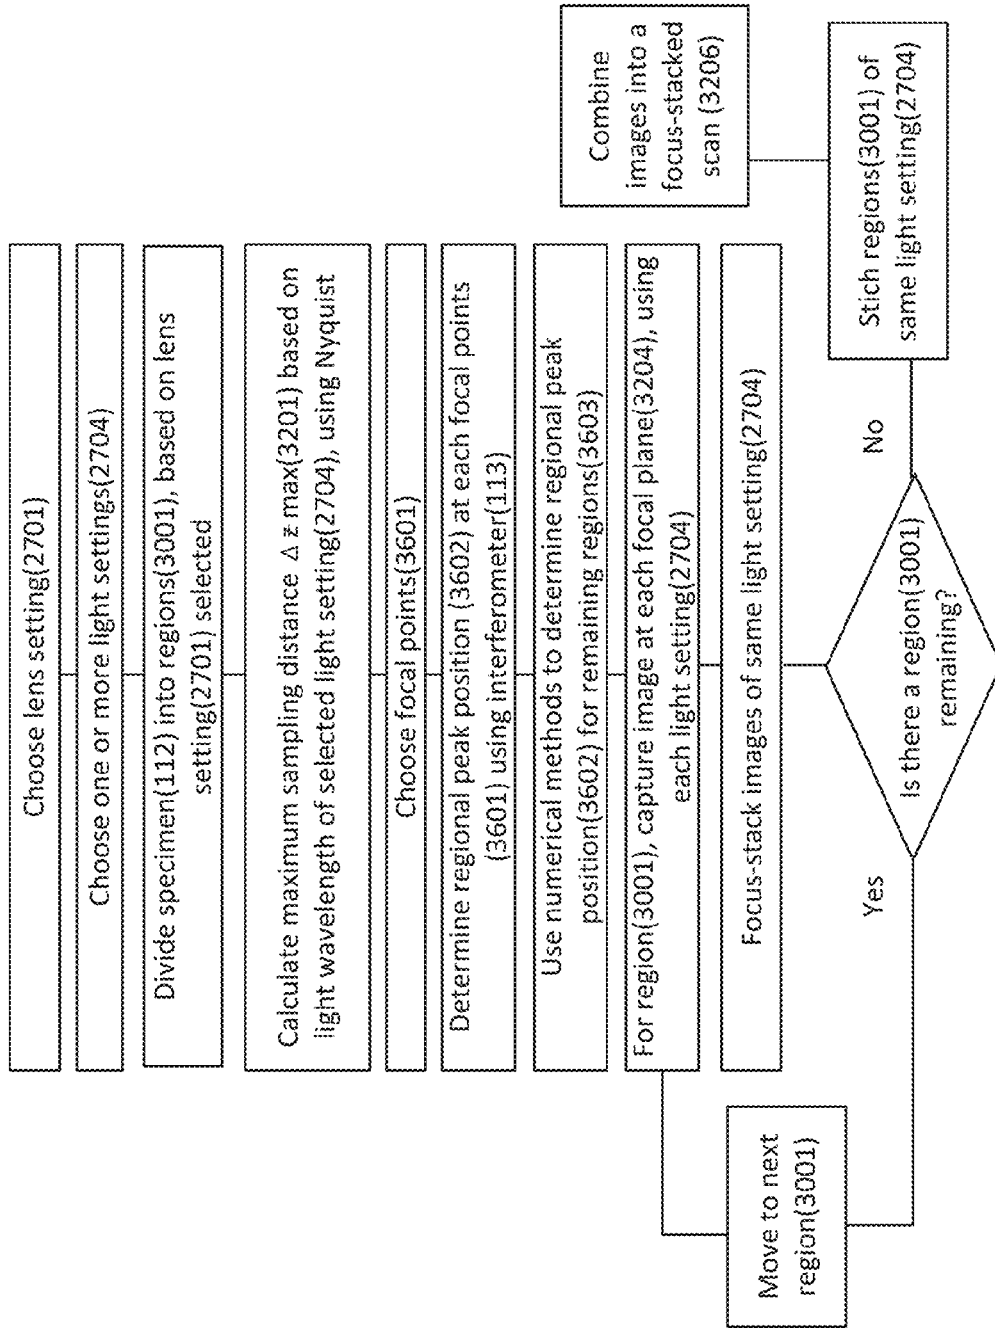 Choose lens setting(2701)
Choose one or more light settings(2704)
Divide specimen(112) into regions(3001), based on lens
setting(2701) selected
Calculate maximum sampling distance Δ z max(3201) based on
light wavelength of selected light setting(2704), using Nyquist
Choose focal points(3601)
Determine regional peak position (3602) at each focal points
(3601) using interferometer(113)
Use numerical methods to determine regional peak
position(3602) for remaining regions(3603)
For region(3001), capture image at each focal plane(3204), using
each light setting(2704)
Focus-stack images of same light setting(2704)
Is there a region(3001)
remaining?
Yes
Move to next
region(3001)
No
Stich regions(3001) of
same light setting(2704)
Combine
images into a
focus-stacked
scan (3206)